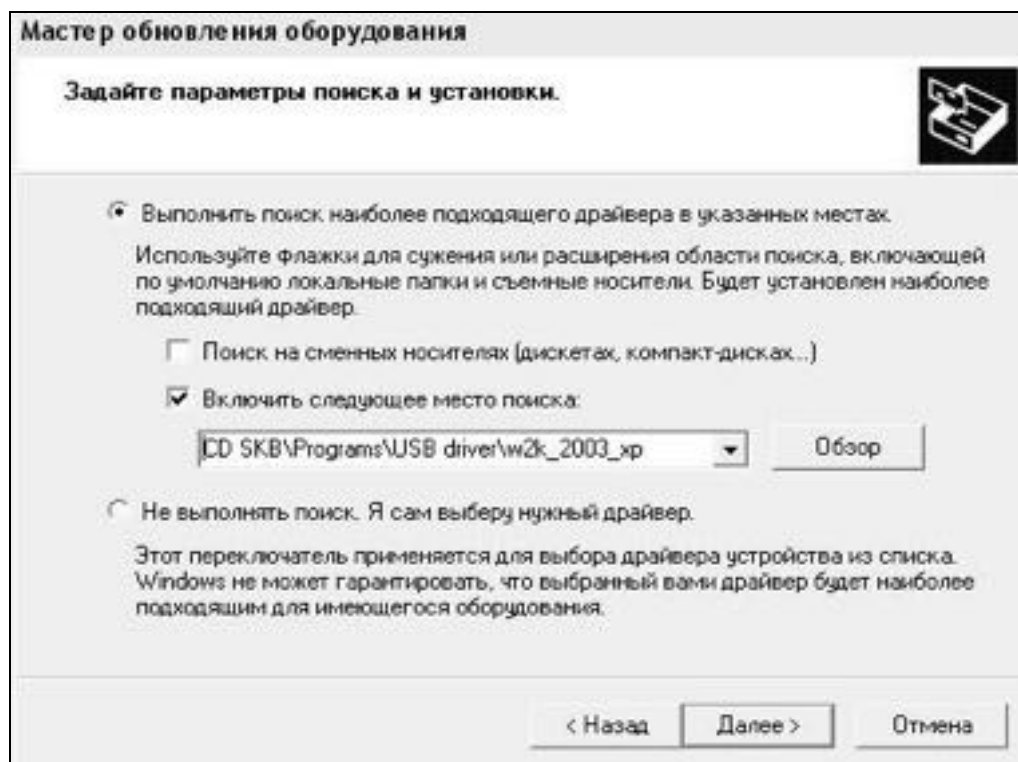 Мастер обновления оборудования
Задайте параметры поиска и установки.
Выполнить поиск наиболее подходящего драйвера в указанных местах.
Используйте флажки для сужения или расширения области поиска, включающей
по умолчанию локальные папки и съемные носители. Будет установлен наиболее
подходящий драйвер.
Поиск на сменных носителях (дискетах, компакт-дисках...)
Включить следующее место поиска:
CD SKB\Programs\USB driver\w2k_2003_xp
Обзор
Не выполнять поиск. Я сам выберу нужный драйвер.
Этот переключатель применяется для выбора драйвера устройства из списка.
Windows не может гарантировать, что выбранный вами драйвер будет наиболее
подходящим для имеющегося оборудования.
< Назад Далее > Отмена